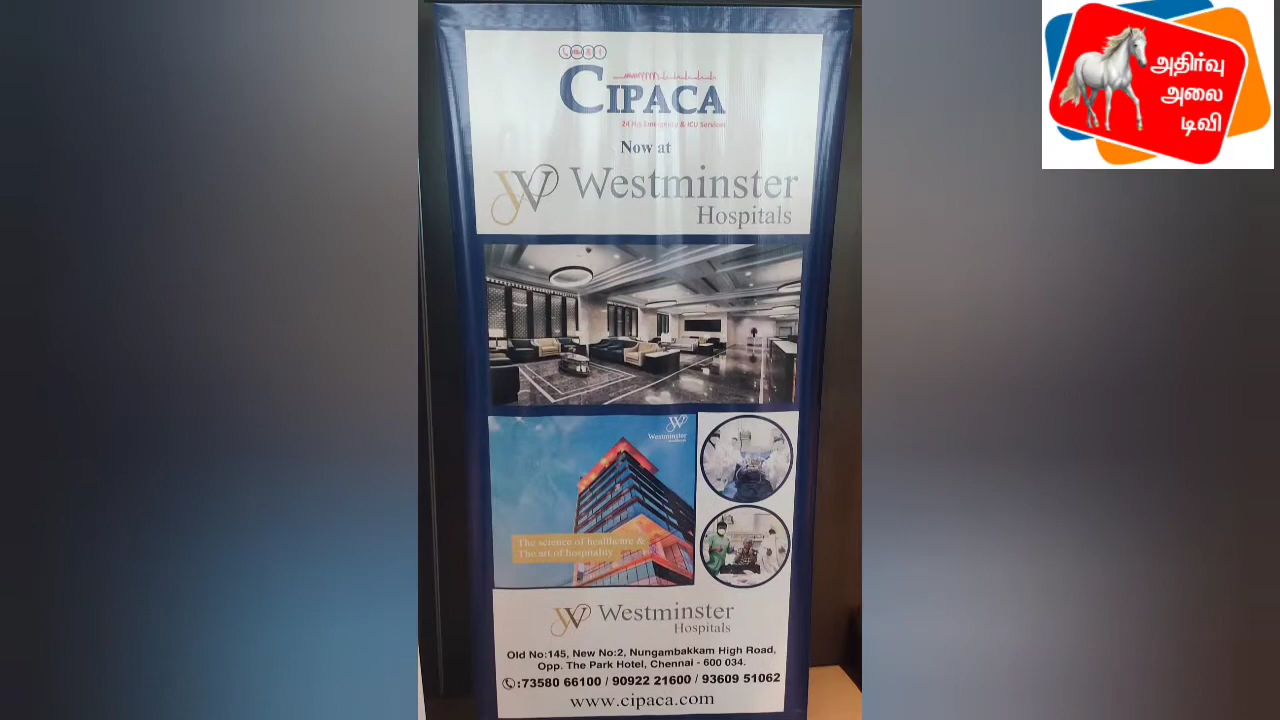 CIPACA
24 Hrs Emergency & ICU Services
Now at
Westminster
Hospitals
Westminster
The science of healthcare &
The art of hospitality
Westminster
Hospitals
Old No:145, New No:2, Nungambakkam High Road,
Opp. The Park Hotel, Chennai - 600 034.
:73580 66100 / 90922 21600 / 93609 51062
www.cipaca.com
அதிர்வு
அலை
டிவி